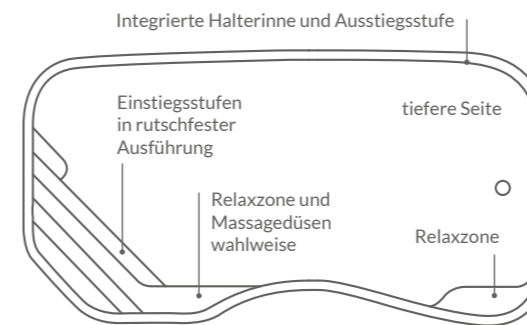 Integrierte Halterinne und Ausstiegsstufe
Einstiegsstufen
in rutschfester
Ausführung
tiefere Seite
Relaxzone und
Massagedüsen
wahlweise
Relaxzone